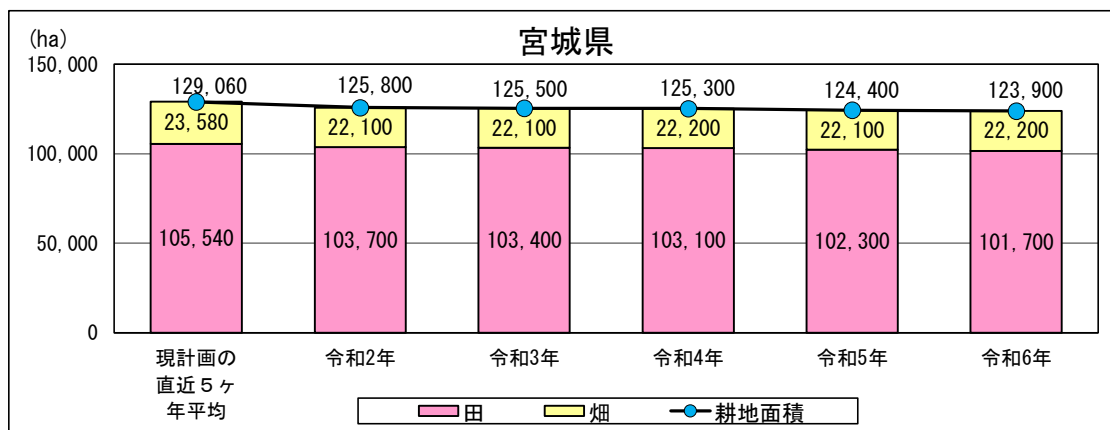 宮城県
(ha)
150,000
100,000
50,000
0
129,060
125,800
125,500
125,300
124,400
123,900
23,580
22,100
22,100
22,200
22,100
22,200
105,540
103,700
103,400
103,100
102,300
101,700
現計画の
直近５ヶ
年平均
令和2年
令和3年
令和4年
令和5年
令和6年
田
畑
耕地面積